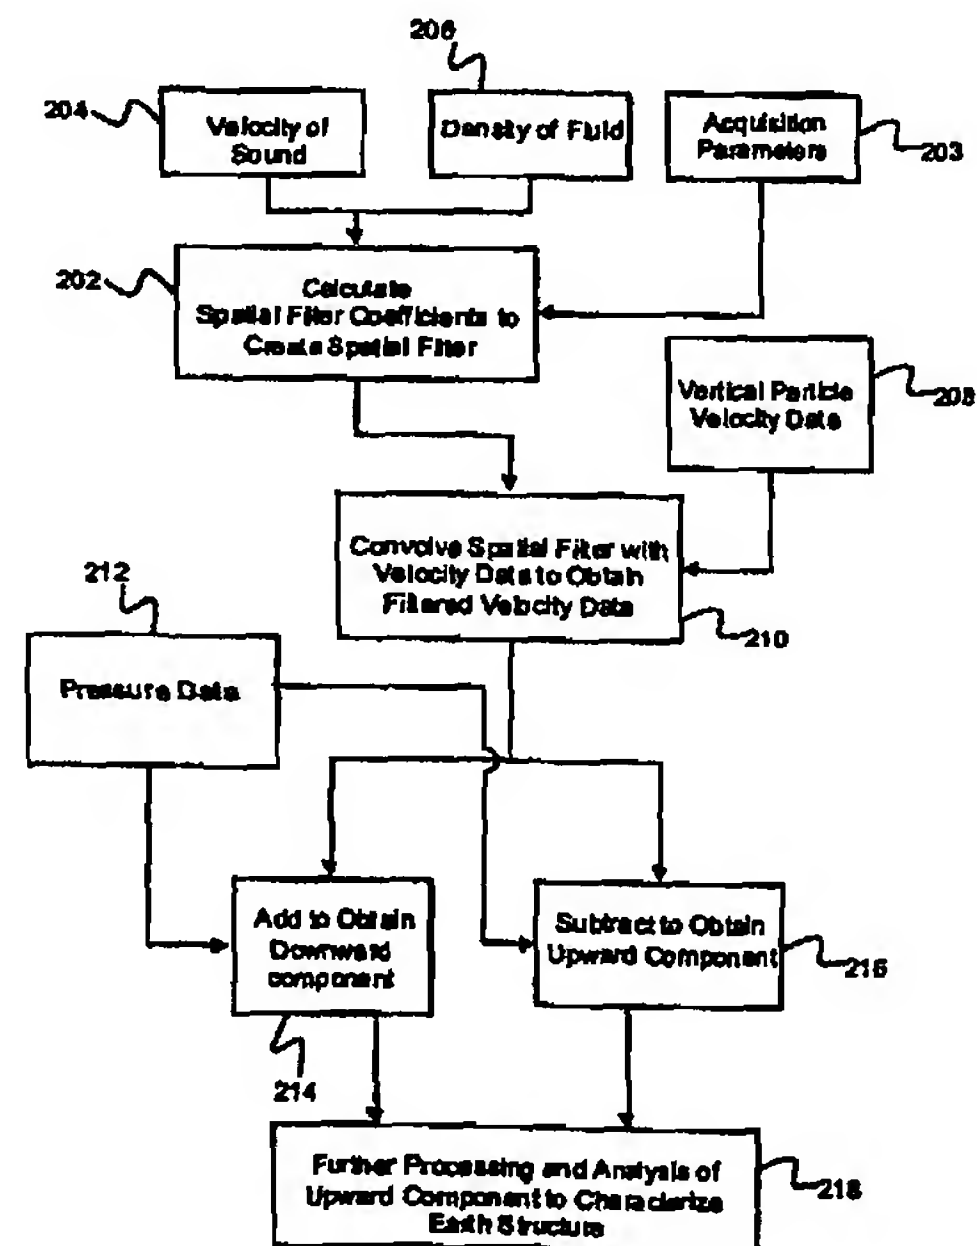 206
204
Velocity of
Sound
Density of Fluid
Acquisition
Parameters
203
202
Calculate
Spatial Filter Coefficients to
Create Spatial Filter
Vertical Particle
Velocity Data
208
Convolve Spatial Filter with
Velocity Data to Obtain
Filtered Velocity Data
210
212
Pressure Data
Add to Obtain
Downward
component
214
Subtract to Obtain
Upward Component
216
Further Processing and Analysis of
Upward Component to Characterize
Earth Structure
218